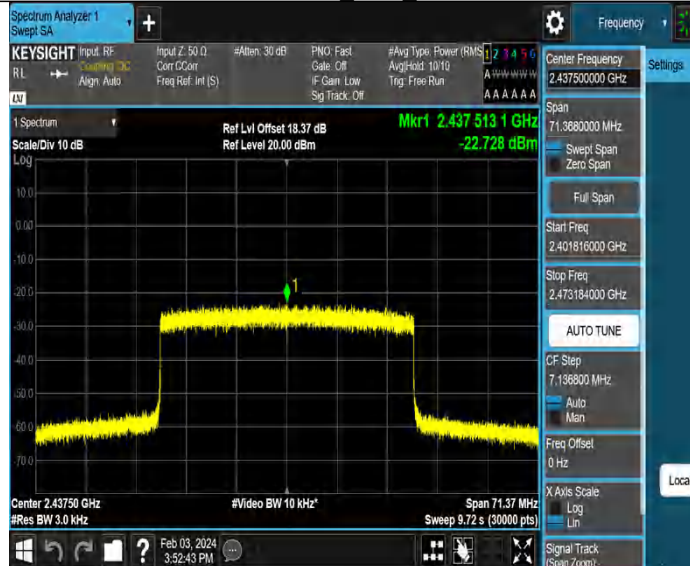 Spectrum Analyzer 1
Swept SA
+
Frequency
KEYSIGHT
RL
Input: RF
Coupling: DC
Align: Auto
Input Z: 50 Ω
Corr CCorr
Freq Ref: Int (S)
#Atten: 30 dB
PNO: Fast
Gate: Off
IF Gain: Low
Sig Track: Off
#Avg Type: Power (RMS
Avg|Hold: 10/10
Trig: Free Run
1 2 3 4 5 6
A W W W W W
A A A A A A
LXI
1 Spectrum
Scale/Div 10 dB
Log
Ref Lvl Offset 18.37 dB
Ref Level 20.00 dBm
Mkr1 2.437 513 1 GHz
-22.728 dBm
10.0
0.00
-20.0
-30.0
-40.0
-50.0
-60.0
-70.0
1
Center 2.43750 GHz
#Res BW 3.0 kHz
#Video BW 10 kHz*
Span 71.37 MHz
Sweep 9.72 s (30000 pts)
Feb 03, 2024
3:52:43 PM
?
Center Frequency
2.437500000 GHz
Settings
Span
71.3680000 MHz
Swept Span
Zero Span
Full Span
Start Freq
2.401816000 GHz
Stop Freq
2.473184000 GHz
AUTO TUNE
CF Step
7.136800 MHz
Auto
Man
Freq Offset
0 Hz
X Axis Scale
Log
Lin
Loca
Signal Track
(Span Zoom)